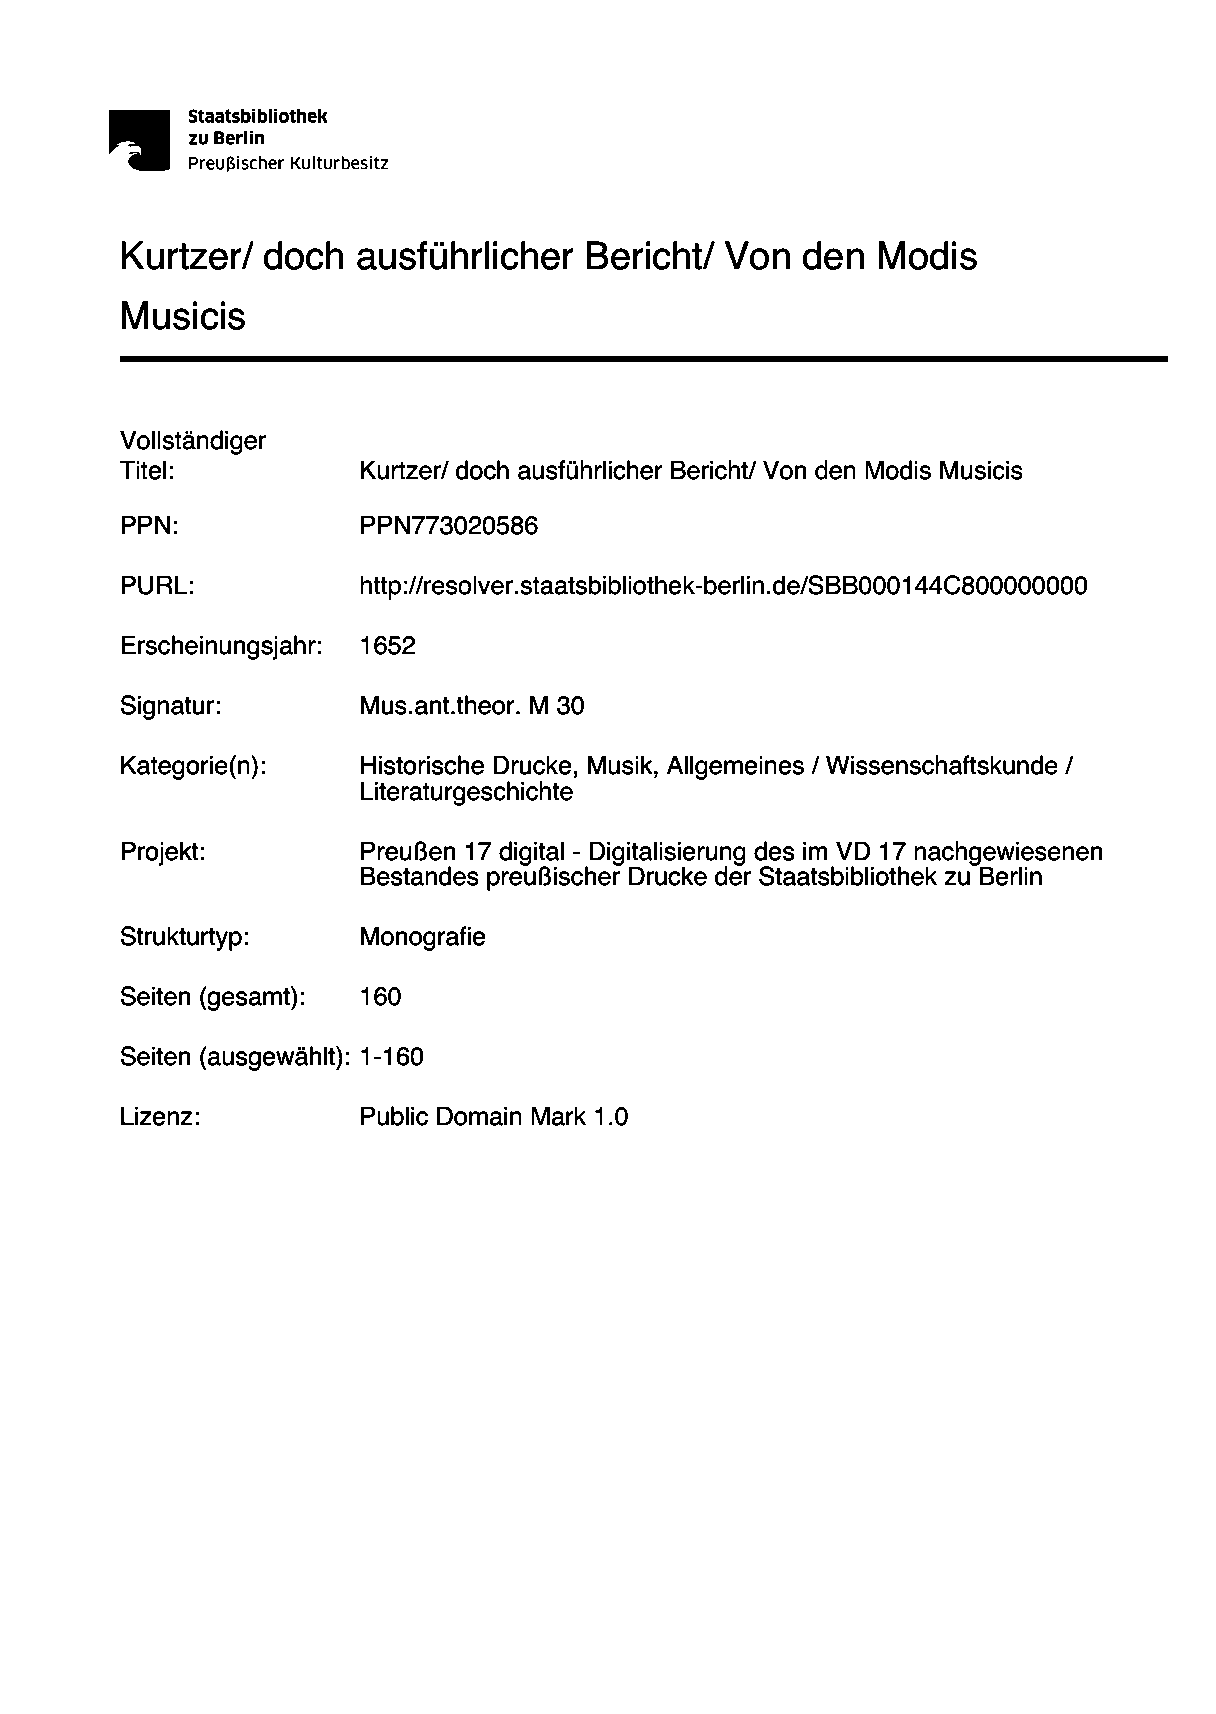 Staatsbibliothek
zu Berlin
Preußischer Kulturbesitz
Kurtzer/ doch ausführlicher Bericht/ Von den Modis
Musicis
Vollständiger
Titel: Kurtzer/ doch ausführlicher Bericht/ Von den Modis Musicis
PPN: PPN773020586
PURL: http://resolver.staatsbibliothek-berlin.de/SBB000144C800000000
Erscheinungsjahr: 1652
Signatur: Mus.ant.theor. M 30
Kategorie(n): Historische Drucke, Musik, Allgemeines / Wissenschaftskunde /
Literaturgeschichte
Projekt: Preußen 17 digital - Digitalisierung des im VD 17 nachgewiesenen
Bestandes preußischer Drucke der Staatsbibliothek zu Berlin
Strukturtyp: Monografie
Seiten (gesamt): 160
Seiten (ausgewählt): 1-160
Lizenz: Public Domain Mark 1.0